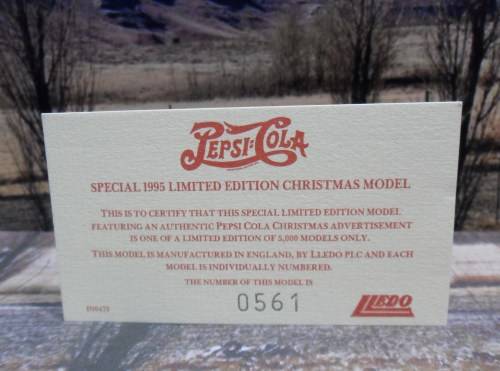 PEPSI:COLA
SPECIAL 1995 LIMITED EDITION CHRISTMAS MODEL
THIS IS TO CERTIFY THAT THIS SPECIAL LIMITED EDITION MODEL
FEATURING AN AUTHENTIC PEPSI COLA CHRISTMAS ADVERTISEMENT
IS ONE OF A LIMITED EDITION OF 5,000 MODELS ONLY.
THIS MODEL IS MANUFACTURED IN ENGLAND, BY LLEDO PLC AND EACH
MODEL IS INDIVIDUALLY NUMBERED.
THE NUMBER OF THIS MODEL IS
0561
LLEDO